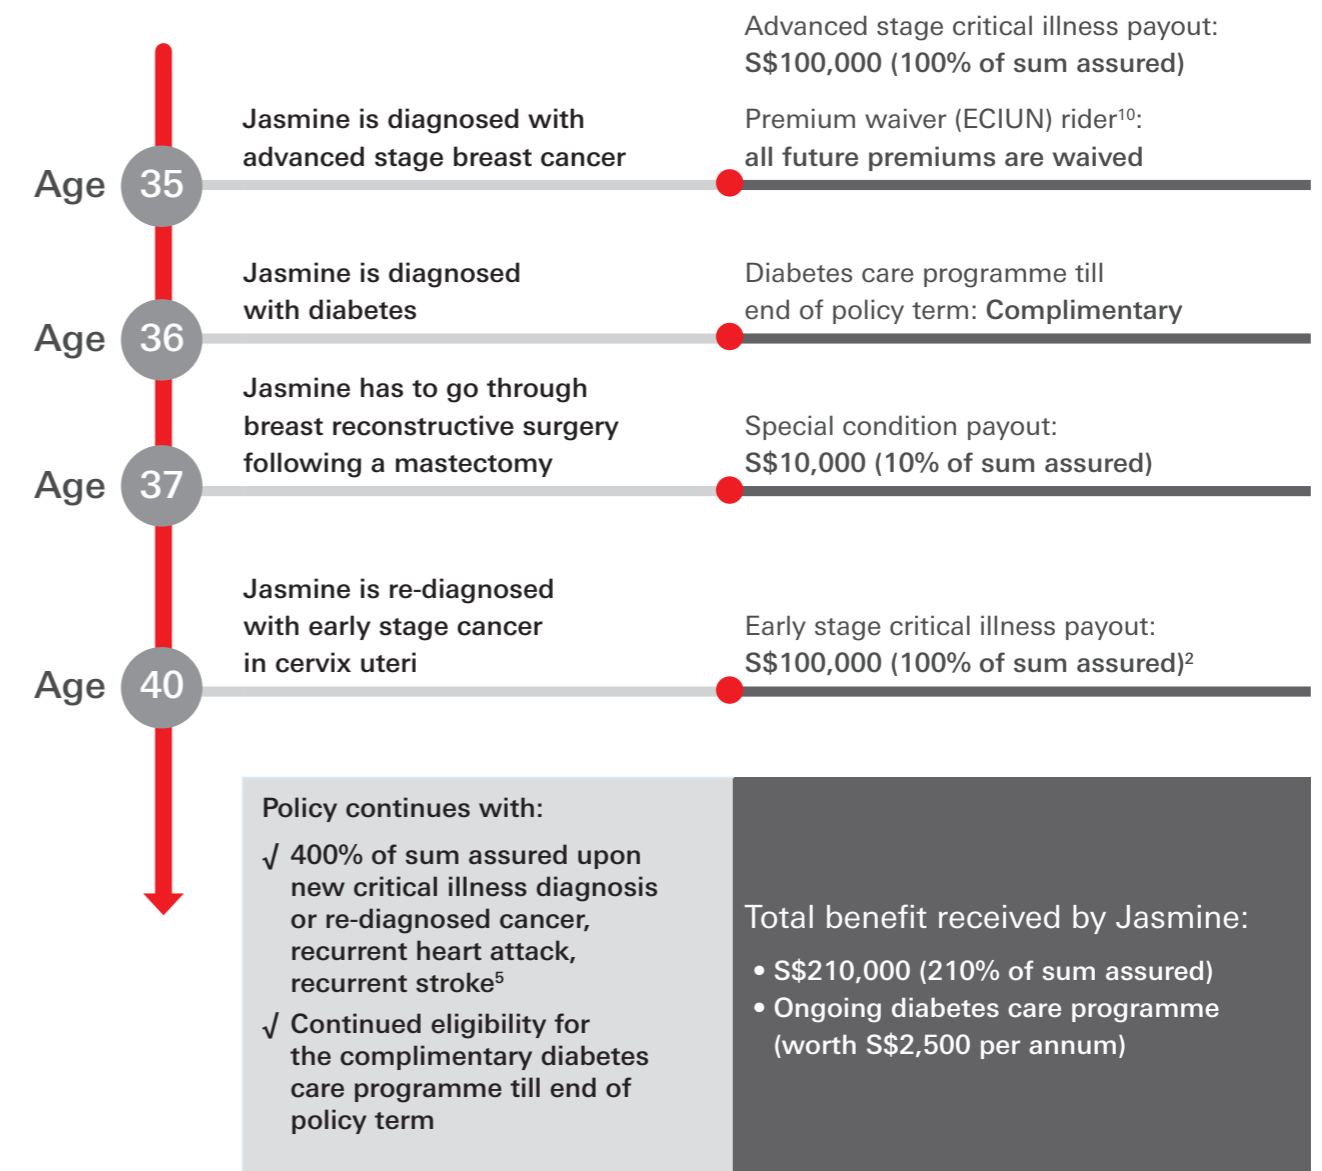 Advanced stage critical illness payout:
S$100,000 (100% of sum assured)
Jasmine is diagnosed with
advanced stage breast cancer
Premium waiver (ECIUN) rider¹⁰:
all future premiums are waived
Age 35
Jasmine is diagnosed
with diabetes
Diabetes care programme till
end of policy term: Complimentary
Age 36
Jasmine has to go through
breast reconstructive surgery
following a mastectomy
Special condition payout:
S$10,000 (10% of sum assured)
Age 37
Jasmine is re-diagnosed
with early stage cancer
in cervix uteri
Early stage critical illness payout:
S$100,000 (100% of sum assured)²
Age 40
Policy continues with:
√ 400% of sum assured upon
new critical illness diagnosis
or re-diagnosed cancer,
recurrent heart attack,
recurrent stroke⁵
√ Continued eligibility for
the complimentary diabetes
care programme till end of
policy term
Total benefit received by Jasmine:
• S$210,000 (210% of sum assured)
• Ongoing diabetes care programme
(worth S$2,500 per annum)